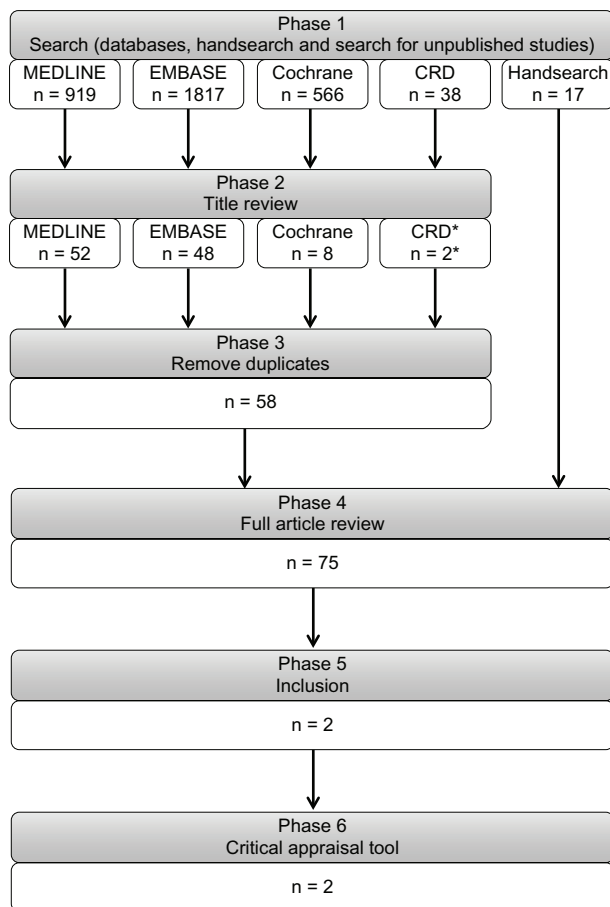 Phase 1
Search (databases, handsearch and search for unpublished studies)
MEDLINE
n = 919
EMBASE
n = 1817
Cochrane
n = 566
CRD
n = 38
Handsearch
n = 17
Phase 2
Title review
MEDLINE
n = 52
EMBASE
n = 48
Cochrane
n = 8
CRD*
n = 2*
Phase 3
Remove duplicates
n = 58
Phase 4
Full article review
n = 75
Phase 5
Inclusion
n = 2
Phase 6
Critical appraisal tool
n = 2